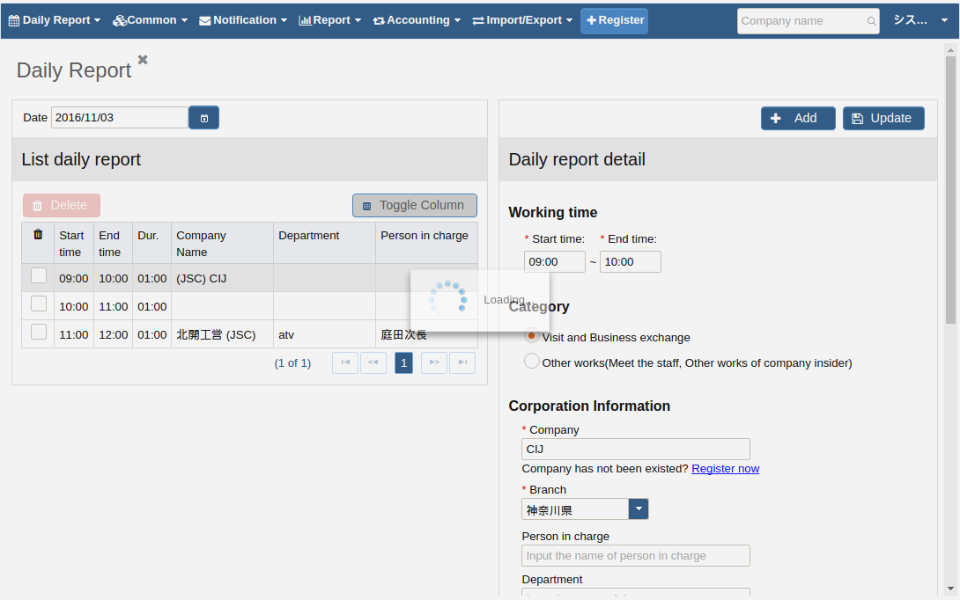 Daily Report Common Notification Report Accounting Import/Export Register Company name シス...
Daily Report
Date 2016/11/03
Add Update
List daily report
Daily report detail
Delete Toggle Column
Start time End time Dur. Company Name Department Person in charge
09:00 10:00 01:00 (JSC) CIJ
10:00 11:00 01:00
11:00 12:00 01:00 北開工営 (JSC) atv 庭田次長
(1 of 1) 1
Loading...
Working time
* Start time: * End time:
09:00 ~ 10:00
Category
Visit and Business exchange
Other works(Meet the staff, Other works of company insider)
Corporation Information
* Company
CIJ
Company has not been existed? Register now
* Branch
神奈川県
Person in charge
Input the name of person in charge
Department